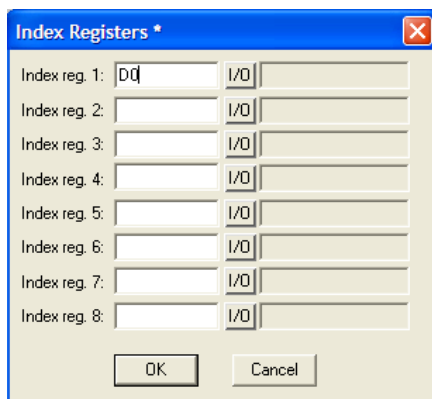 Index Registers *
Index reg. 1: D0 I/O
Index reg. 2: I/O
Index reg. 3: I/O
Index reg. 4: I/O
Index reg. 5: I/O
Index reg. 6: I/O
Index reg. 7: I/O
Index reg. 8: I/O
OK Cancel